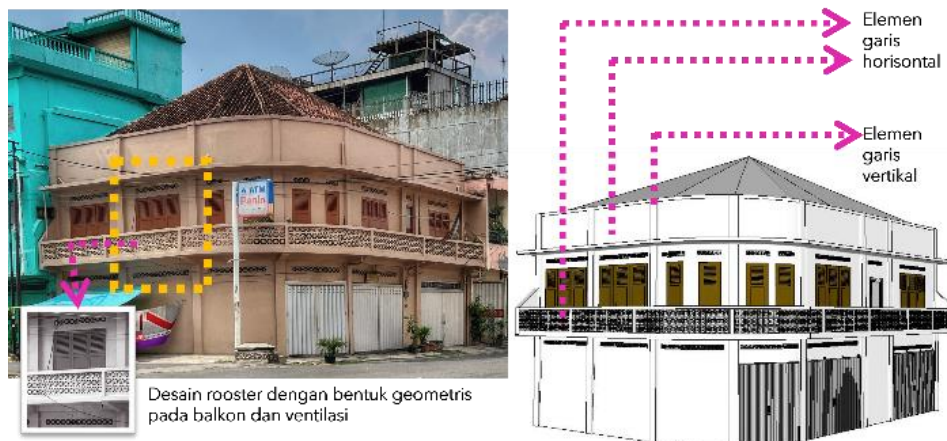 Elemen
garis
horisontal
Elemen
garis
vertikal
ATM
Panin
Desain rooster dengan bentuk geometris
pada balkon dan ventilasi